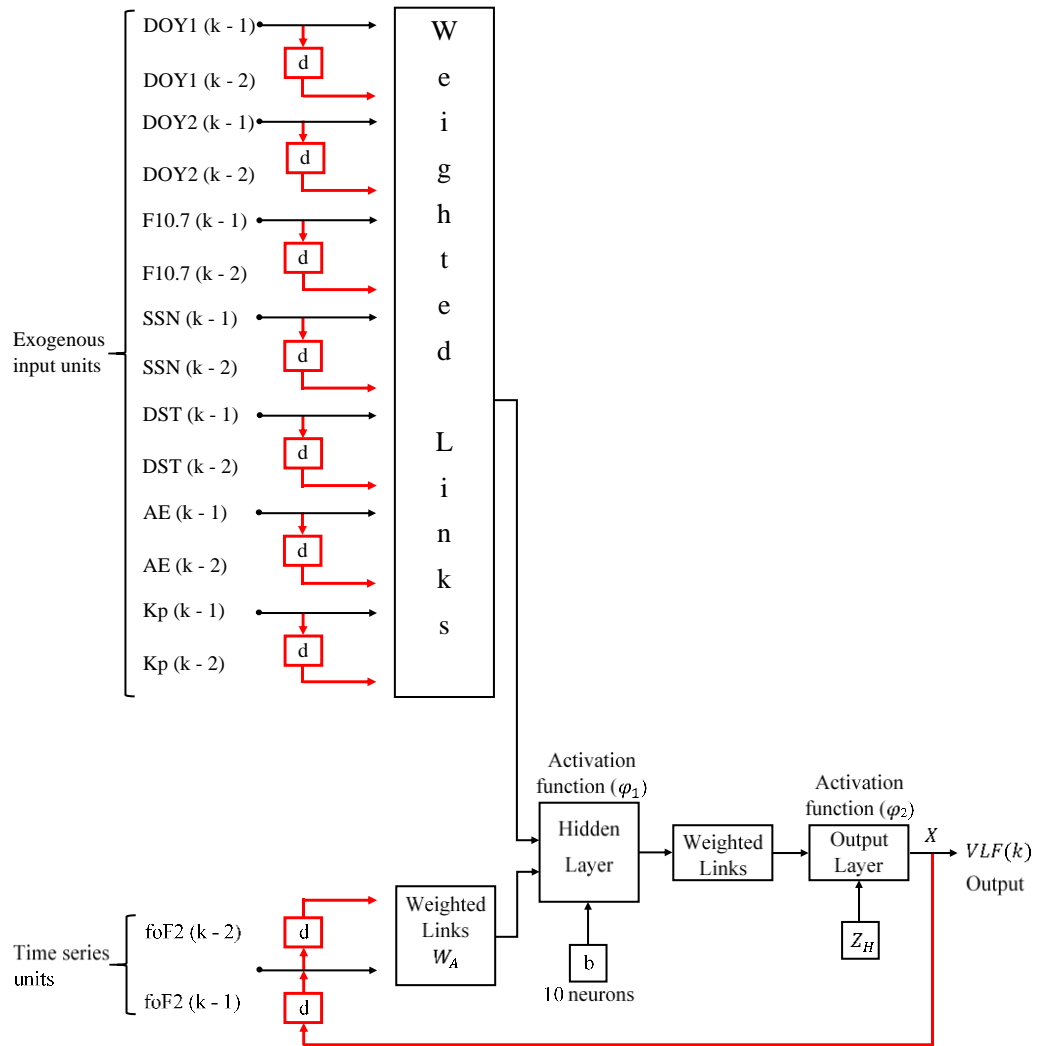 DOY1 (k - 1)
d
DOY1 (k - 2)
DOY2 (k - 1)
d
DOY2 (k - 2)
F10.7 (k - 1)
d
F10.7 (k - 2)
SSN (k - 1)
d
SSN (k - 2)
DST (k - 1)
d
DST (k - 2)
AE (k - 1)
d
AE (k - 2)
Kp (k - 1)
d
Kp (k - 2)
Exogenous
input units
Weighted Links
Activation
function (φ₁)
Hidden
Layer
b
10 neurons
Weighted
Links
Activation
function (φ₂)
Output
Layer
Z_H
X
VLF(k)
Output
Time series
units
foF2 (k - 2)
d
foF2 (k - 1)
d
Weighted
Links
W_A